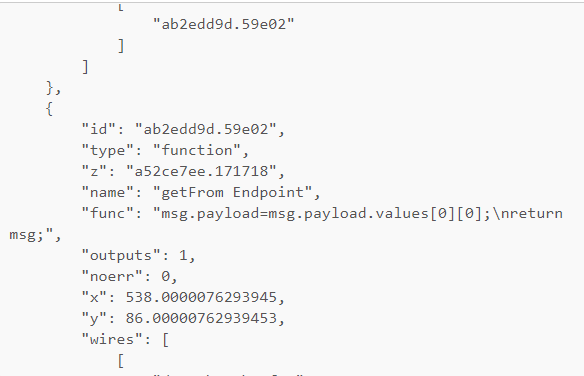 [
"ab2edd9d.59e02"
]
]
},
{
"id": "ab2edd9d.59e02",
"type": "function",
"z": "a52ce7ee.171718",
"name": "getFrom Endpoint",
"func": "msg.payload=msg.payload.values[0][0];\nreturn
msg;",
"outputs": 1,
"noerr": 0,
"x": 538.0000076293945,
"y": 86.00000762939453,
"wires": [
[